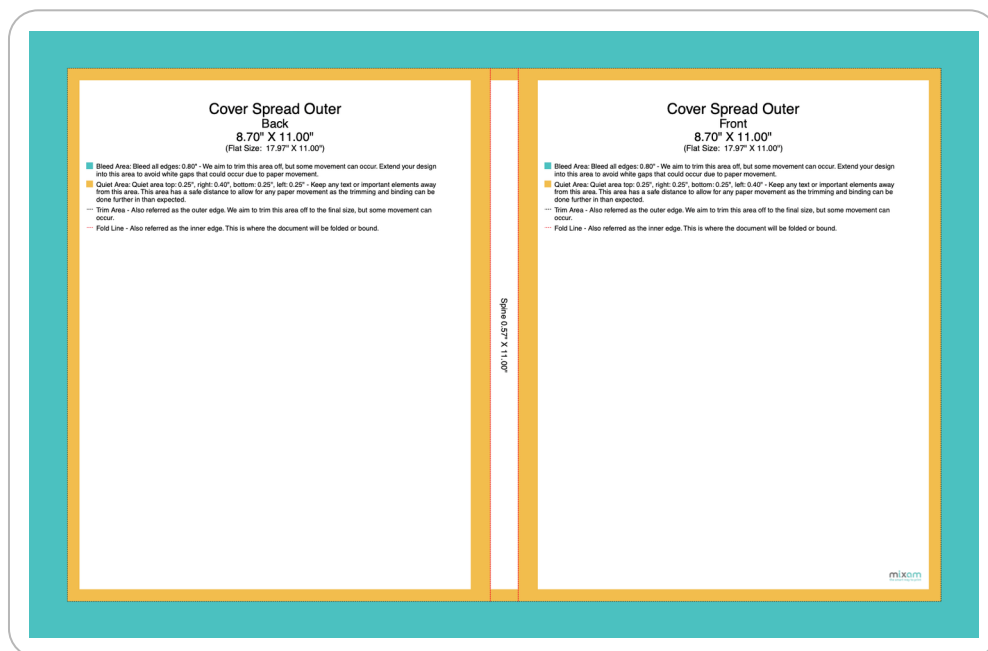 Cover Spread Outer
Back
8.70" X 11.00"
(Flat Size: 17.97" X 11.00")
Bleed Area: Bleed all edges: 0.80" - We aim to trim this area off, but some movement can occur. Extend your design
into this area to avoid white gaps that could occur due to paper movement.
Quiet Area: Quiet area top: 0.25", right: 0.40", bottom: 0.25", left: 0.25" - Keep any text or important elements away
from this area. This area has a safe distance to allow for any paper movement as the trimming and binding can be
done further in than expected.
Trim Area - Also referred as the outer edge. We aim to trim this area off to the final size, but some movement can
occur.
Fold Line - Also referred as the inner edge. This is where the document will be folded or bound.
Spine 0.57" X 11.00"
Cover Spread Outer
Front
8.70" X 11.00"
(Flat Size: 17.97" X 11.00")
Bleed Area: Bleed all edges: 0.80" - We aim to trim this area off, but some movement can occur. Extend your design
into this area to avoid white gaps that could occur due to paper movement.
Quiet Area: Quiet area top: 0.25", right: 0.25", bottom: 0.25", left: 0.40" - Keep any text or important elements away
from this area. This area has a safe distance to allow for any paper movement as the trimming and binding can be
done further in than expected.
Trim Area - Also referred as the outer edge. We aim to trim this area off to the final size, but some movement can
occur.
Fold Line - Also referred as the inner edge. This is where the document will be folded or bound.
mixam